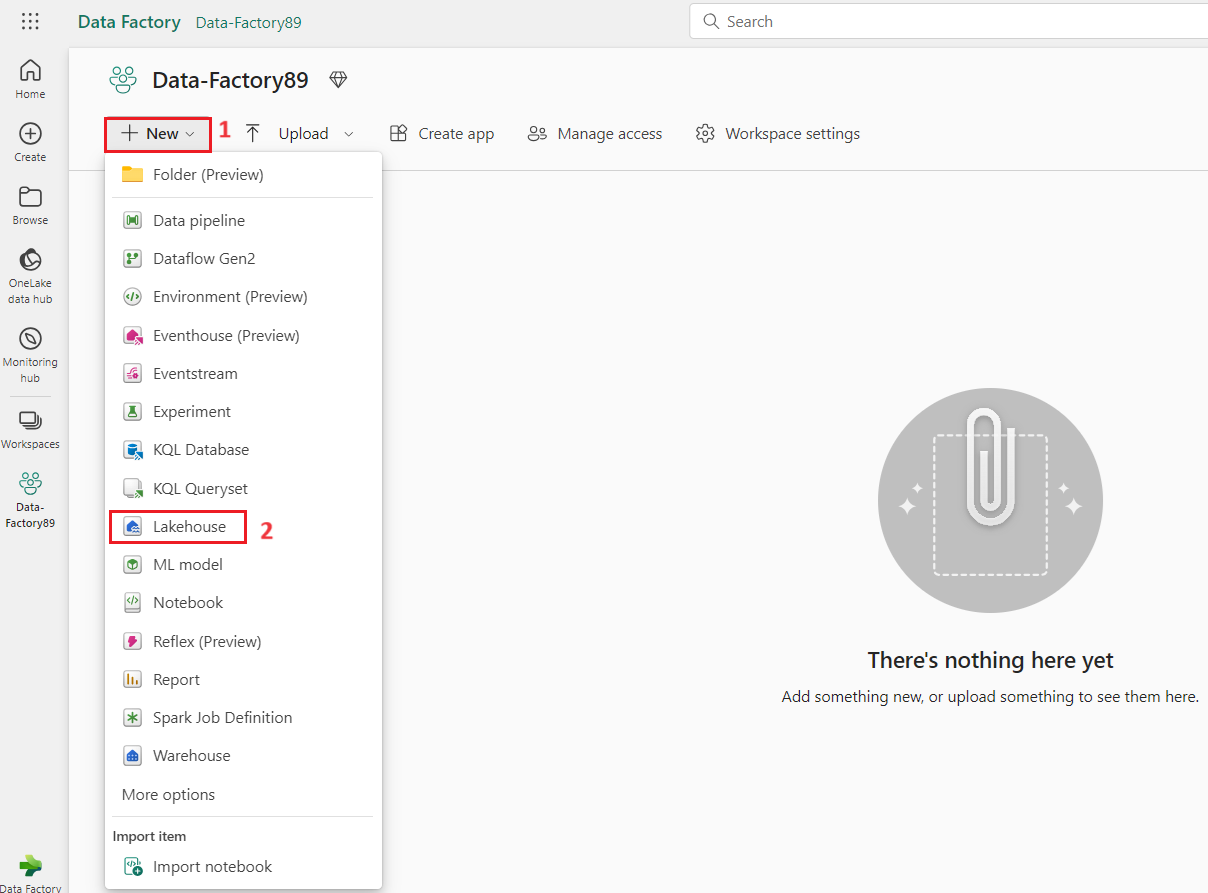 Data Factory Data-Factory89
Search
Home
Create
Browse
OneLake
data hub
Monitoring
hub
Workspaces
Data-
Factory89
Data Factory
Data-Factory89
New 1 Upload Create app Manage access Workspace settings
Folder (Preview)
Data pipeline
Dataflow Gen2
Environment (Preview)
Eventhouse (Preview)
Eventstream
Experiment
KQL Database
KQL Queryset
Lakehouse 2
ML model
Notebook
Reflex (Preview)
Report
Spark Job Definition
Warehouse
More options
Import item
Import notebook
There's nothing here yet
Add something new, or upload something to see them here.